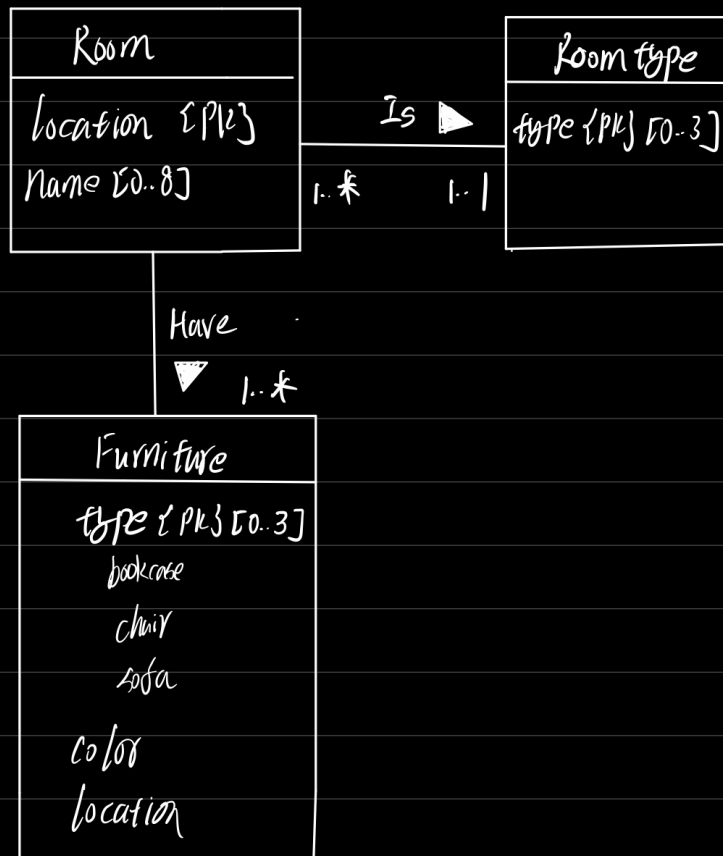 Room
location {PK}
name [0..8]
Is
1..*
1..1
Room type
type {PK} [0..3]
Have
1..*
Furniture
type {PK} [0..3]
bookcase
chair
sofa
color
location